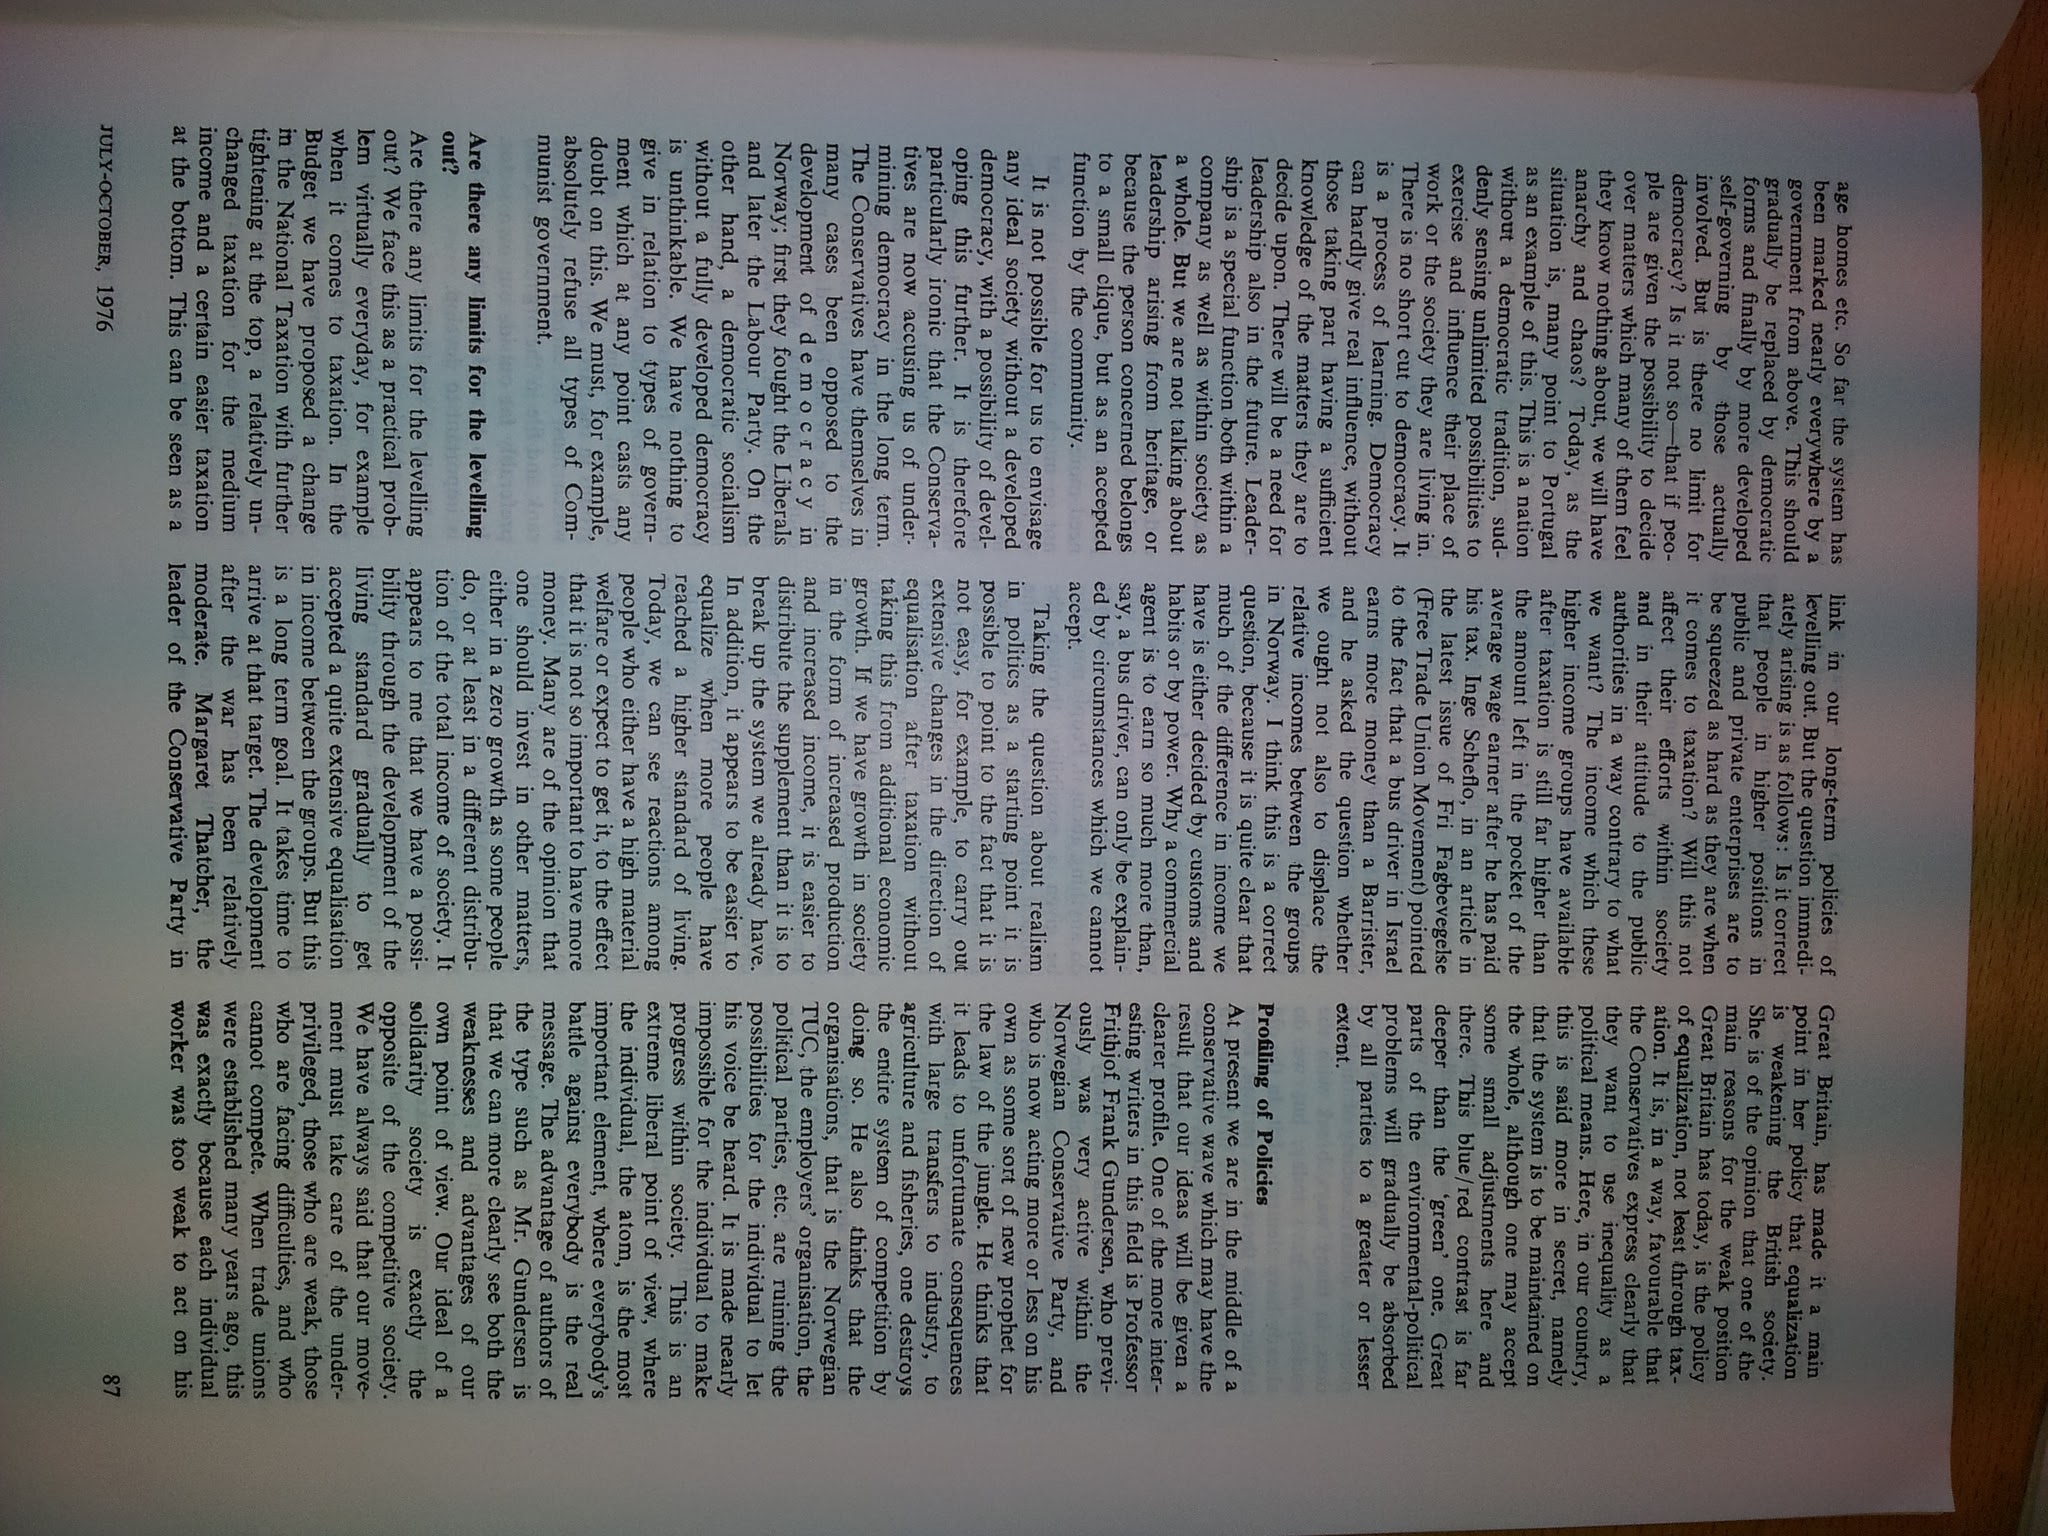 age homes etc. So far the system has
been marked nearly everywhere by a
government from above. This should
gradually be replaced by democratic
forms and finally by more developed
self-governing by those actually
involved. But is there no limit for
democracy? Is it not so—that if peo-
ple are given the possibility to decide
over matters which many of them feel
they know nothing about, we will have
anarchy and chaos? Today, as the
situation is, many point to Portugal
as an example of this. This is a nation
without a democratic tradition, sud-
denly sensing unlimited possibilities to
exercise and influence their place of
work or the society they are living in.
There is no short cut to democracy. It
is a process of learning. Democracy
can hardly give real influence, without
those taking part having a sufficient
knowledge of the matters they are to
decide upon. There will be a need for
leadership also in the future. Leader-
ship is a special function both within a
company as well as within society as
a whole. But we are not talking about
leadership arising from heritage, or
because the person concerned belongs
to a small clique, but as an accepted
function by the community.
It is not possible for us to envisage
any ideal society without a developed
democracy, with a possibility of devel-
oping this further. It is therefore
particularly ironic that the Conserva-
tives are now accusing us of under-
mining democracy in the long term.
The Conservatives have themselves in
many cases been opposed to the
development of democracy in
Norway; first they fought the Liberals
and later the Labour Party. On the
other hand, a democratic socialism
without a fully developed democracy
is unthinkable. We have nothing to
give in relation to types of govern-
ment which at any point casts any
doubt on this. We must, for example,
absolutely refuse all types of Com-
munist government.
Are there any limits for the levelling
out?
Are there any limits for the levelling
out? We face this as a practical prob-
lem virtually everyday, for example
when it comes to taxation. In the
Budget we have proposed a change
in the National Taxation with further
tightening at the top, a relatively un-
changed taxation for the medium
income and a certain easier taxation
at the bottom. This can be seen as a
link in our long-term policies of
levelling out. But the question immedi-
ately arising is as follows: Is it correct
that people in higher positions in
public and private enterprises are to
be squeezed as hard as they are when
it comes to taxation? Will this not
affect their efforts within society
and in their attitude to the public
authorities in a way contrary to what
we want? The income which these
higher income groups have available
after taxation is still far higher than
the amount left in the pocket of the
average wage earner after he has paid
his tax. Inge Scheflo, in an article in
the latest issue of Fri Fagbevegelse
(Free Trade Union Movement) pointed
to the fact that a bus driver in Israel
earns more money than a Barrister,
and he asked the question whether
we ought not also to displace the
relative incomes between the groups
in Norway. I think this is a correct
question, because it is quite clear that
much of the difference in income we
have is either decided by customs and
habits or by power. Why a commercial
agent is to earn so much more than,
say, a bus driver, can only be explain-
ed by circumstances which we cannot
accept.
Taking the question about realism
in politics as a starting point it is
possible to point to the fact that it is
not easy, for example, to carry out
extensive changes in the direction of
equalisation after taxation without
taking this from additional economic
growth. If we have growth in society
in the form of increased production
and increased income, it is easier to
distribute the supplement than it is to
break up the system we already have.
In addition, it appears to be easier to
equalize when more people have
reached a higher standard of living.
Today, we can see reactions among
people who either have a high material
welfare or expect to get it, to the effect
that it is not so important to have more
money. Many are of the opinion that
one should invest in other matters,
either in a zero growth as some people
do, or at least in a different distribu-
tion of the total income of society. It
appears to me that we have a possi-
bility through the development of the
living standard gradually to get
accepted a quite extensive equalisation
in income between the groups. But this
is a long term goal. It takes time to
arrive at that target. The development
after the war has been relatively
moderate. Margaret Thatcher, the
leader of the Conservative Party in
Great Britain, has made it a main
point in her policy that equalization
is weakening the British society.
She is of the opinion that one of the
main reasons for the weak position
Great Britain has today, is the policy
of equalization, not least through tax-
ation. It is, in a way, favourable that
the Conservatives express clearly that
they want to use inequality as a
political means. Here, in our country,
this is said more in secret, namely
that the system is to be maintained on
the whole, although one may accept
some small adjustments here and
there. This blue/red contrast is far
deeper than the 'green' one. Great
parts of the environmental-political
problems will gradually be absorbed
by all parties to a greater or lesser
extent.
Profiling of Policies
At present we are in the middle of a
conservative wave which may have the
result that our ideas will be given a
clearer profile. One of the more inter-
esting writers in this field is Professor
Frithjof Frank Gundersen, who previ-
ously was very active within the
Norwegian Conservative Party, and
who is now acting more or less on his
own as some sort of new prophet for
the law of the jungle. He thinks that
it leads to unfortunate consequences
with large transfers to industry, to
agriculture and fisheries, one destroys
the entire system of competition by
doing so. He also thinks that the
organisations, that is the Norwegian
TUC, the employers' organisation, the
political parties, etc. are ruining the
possibilities for the individual to let
his voice be heard. It is made nearly
impossible for the individual to make
progress within society. This is an
extreme liberal point of view, where
the individual, the atom, is the most
important element, where everybody's
battle against everybody is the real
message. The advantage of authors of
the type such as Mr. Gundersen is
that we can more clearly see both the
weaknesses and advantages of our
own point of view. Our ideal of a
solidarity society is exactly the
opposite of the competitive society.
We have always said that our move-
ment must take care of the under-
privileged, those who are weak, those
who are facing difficulties, and who
cannot compete. When trade unions
were established many years ago, this
was exactly because each individual
worker was too weak to act on his
JULY-OCTOBER, 1976
87